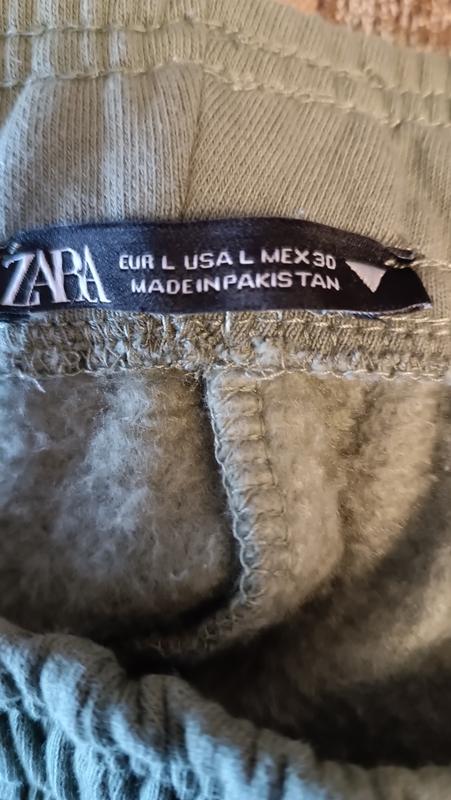 ZARA
EUR L USA L MEX 30
MADE IN PAKISTAN